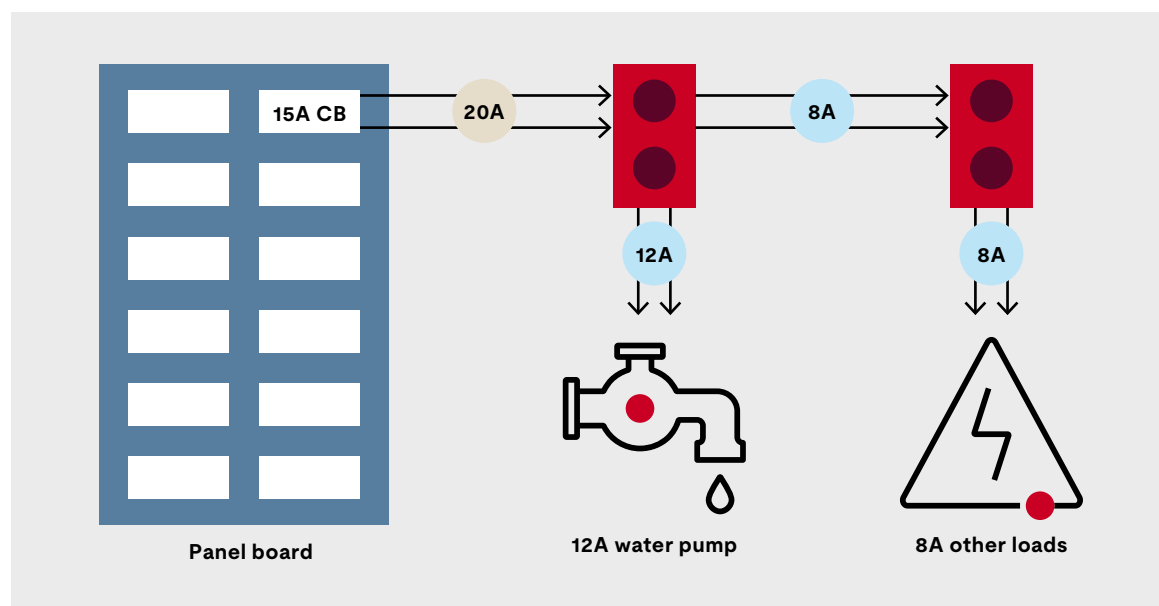 15A CB
20A
8A
12A
8A
Panel board
12A water pump
8A other loads